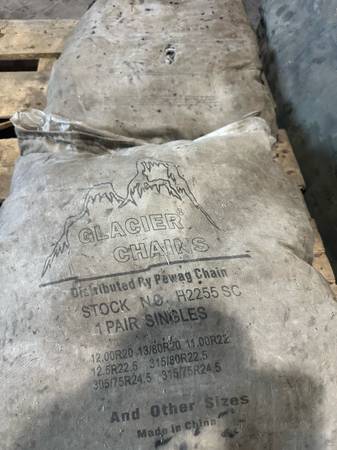 GLACIER
CHAINS
Distributed By Pewag Chain
STOCK NO. H2255 SC
1 PAIR SINGLES
12.00R20 13/80R20 11.00R22
12.5R22.5 315/80R22.5
305/75R24.5 315/75R24.5
And Other Sizes
Made in China